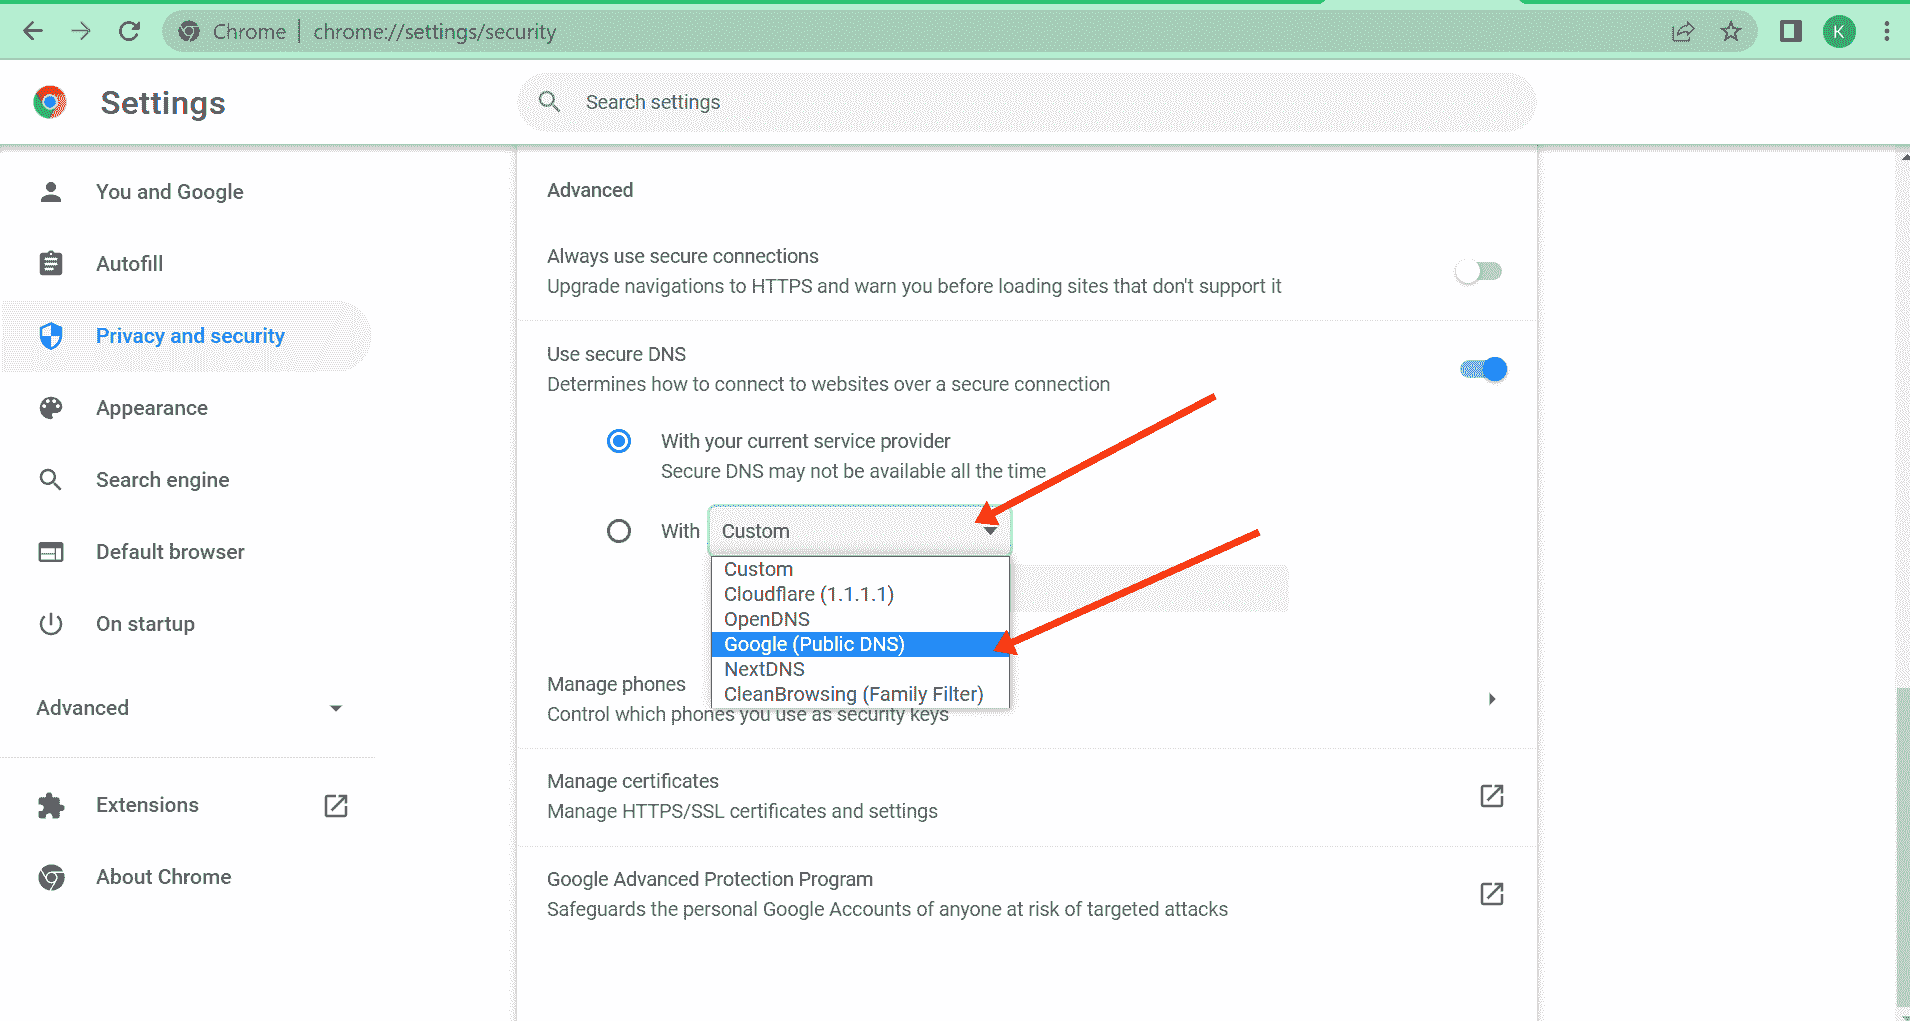 Chrome | chrome://settings/security
K
Settings
Search settings
You and Google
Autofill
Privacy and security
Appearance
Search engine
Default browser
On startup
Advanced
Extensions
About Chrome
Advanced
Always use secure connections
Upgrade navigations to HTTPS and warn you before loading sites that don't support it
Use secure DNS
Determines how to connect to websites over a secure connection
With your current service provider
Secure DNS may not be available all the time
With Custom
Custom
Cloudflare (1.1.1.1)
OpenDNS
Google (Public DNS)
NextDNS
CleanBrowsing (Family Filter)
Manage phones
Control which phones you use as security keys
Manage certificates
Manage HTTPS/SSL certificates and settings
Google Advanced Protection Program
Safeguards the personal Google Accounts of anyone at risk of targeted attacks